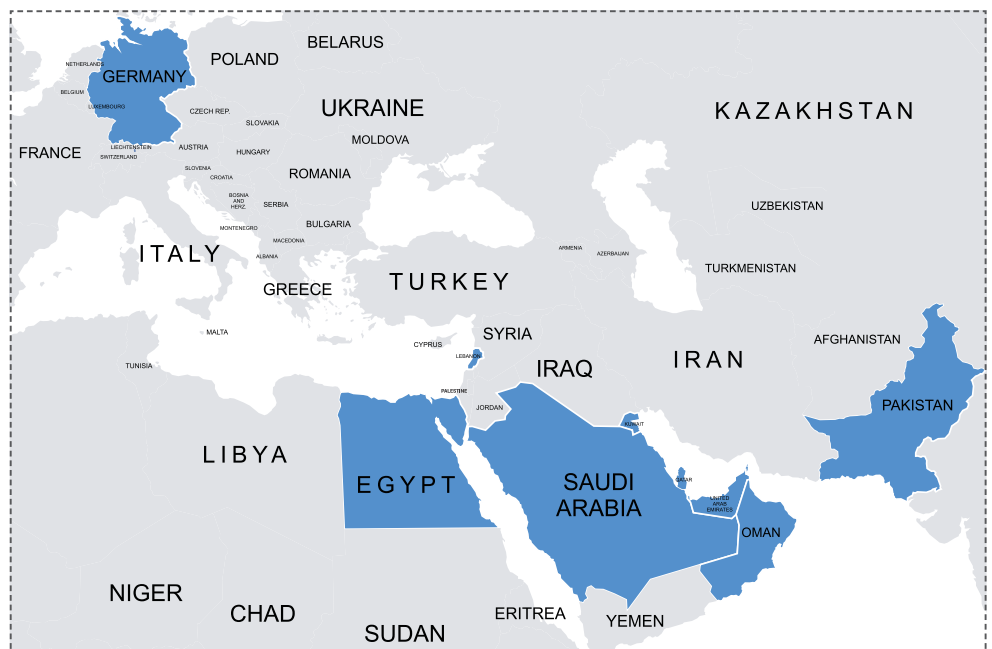 BELARUS
POLAND
NETHERLANDS
GERMANY
BELGIUM
LUXEMBOURG
UKRAINE
KAZAKHSTAN
CZECH REP.
SLOVAKIA
MOLDOVA
FRANCE
LIECHTENSTEIN
AUSTRIA
SWITZERLAND
HUNGARY
SLOVENIA
ROMANIA
CROATIA
BOSNIA
AND
HERZ.
SERBIA
UZBEKISTAN
BULGARIA
MONTENEGRO
MACEDONIA
ITALY
ALBANIA
ARMENIA
AZERBAIJAN
TURKMENISTAN
TURKEY
GREECE
MALTA
SYRIA
CYPRUS
AFGHANISTAN
LEBANON
IRAN
TUNISIA
IRAQ
PALESTINE
JORDAN
PAKISTAN
KUWAIT
LIBYA
EGYPT
SAUDI
ARABIA
QATAR
UNITED
ARAB
EMIRATES
OMAN
NIGER
CHAD
ERITREA
YEMEN
SUDAN